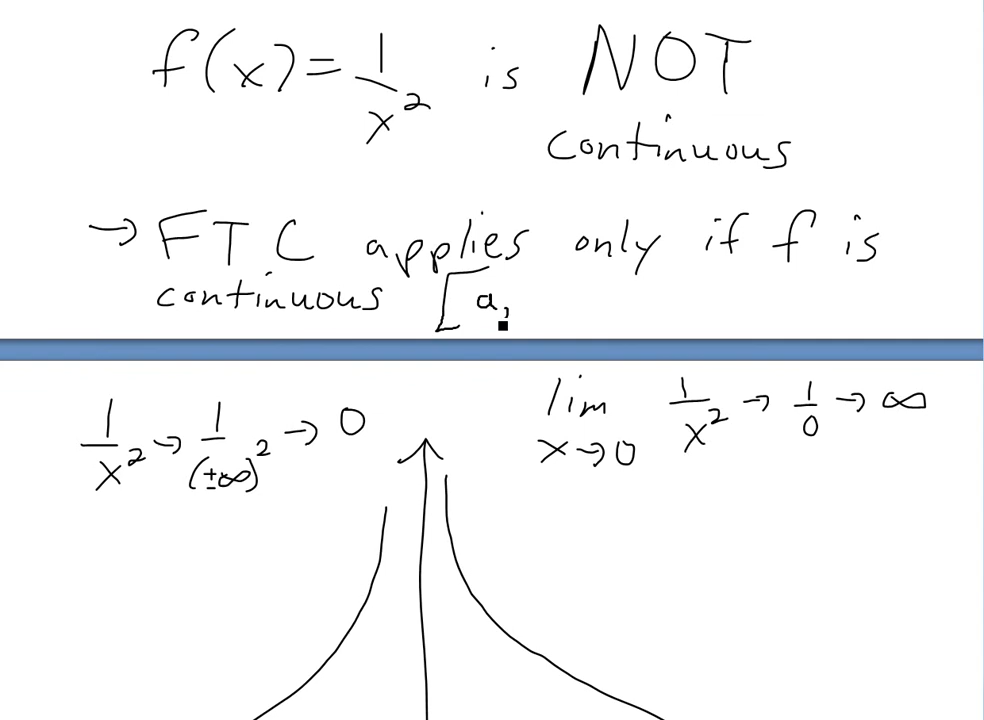 f(x) = 1/x² is NOT
continuous
→ FTC applies only if f is
continuous [a,
1/x² → 1/(±∞)² → 0
lim x→0 1/x² → 1/0 → ∞